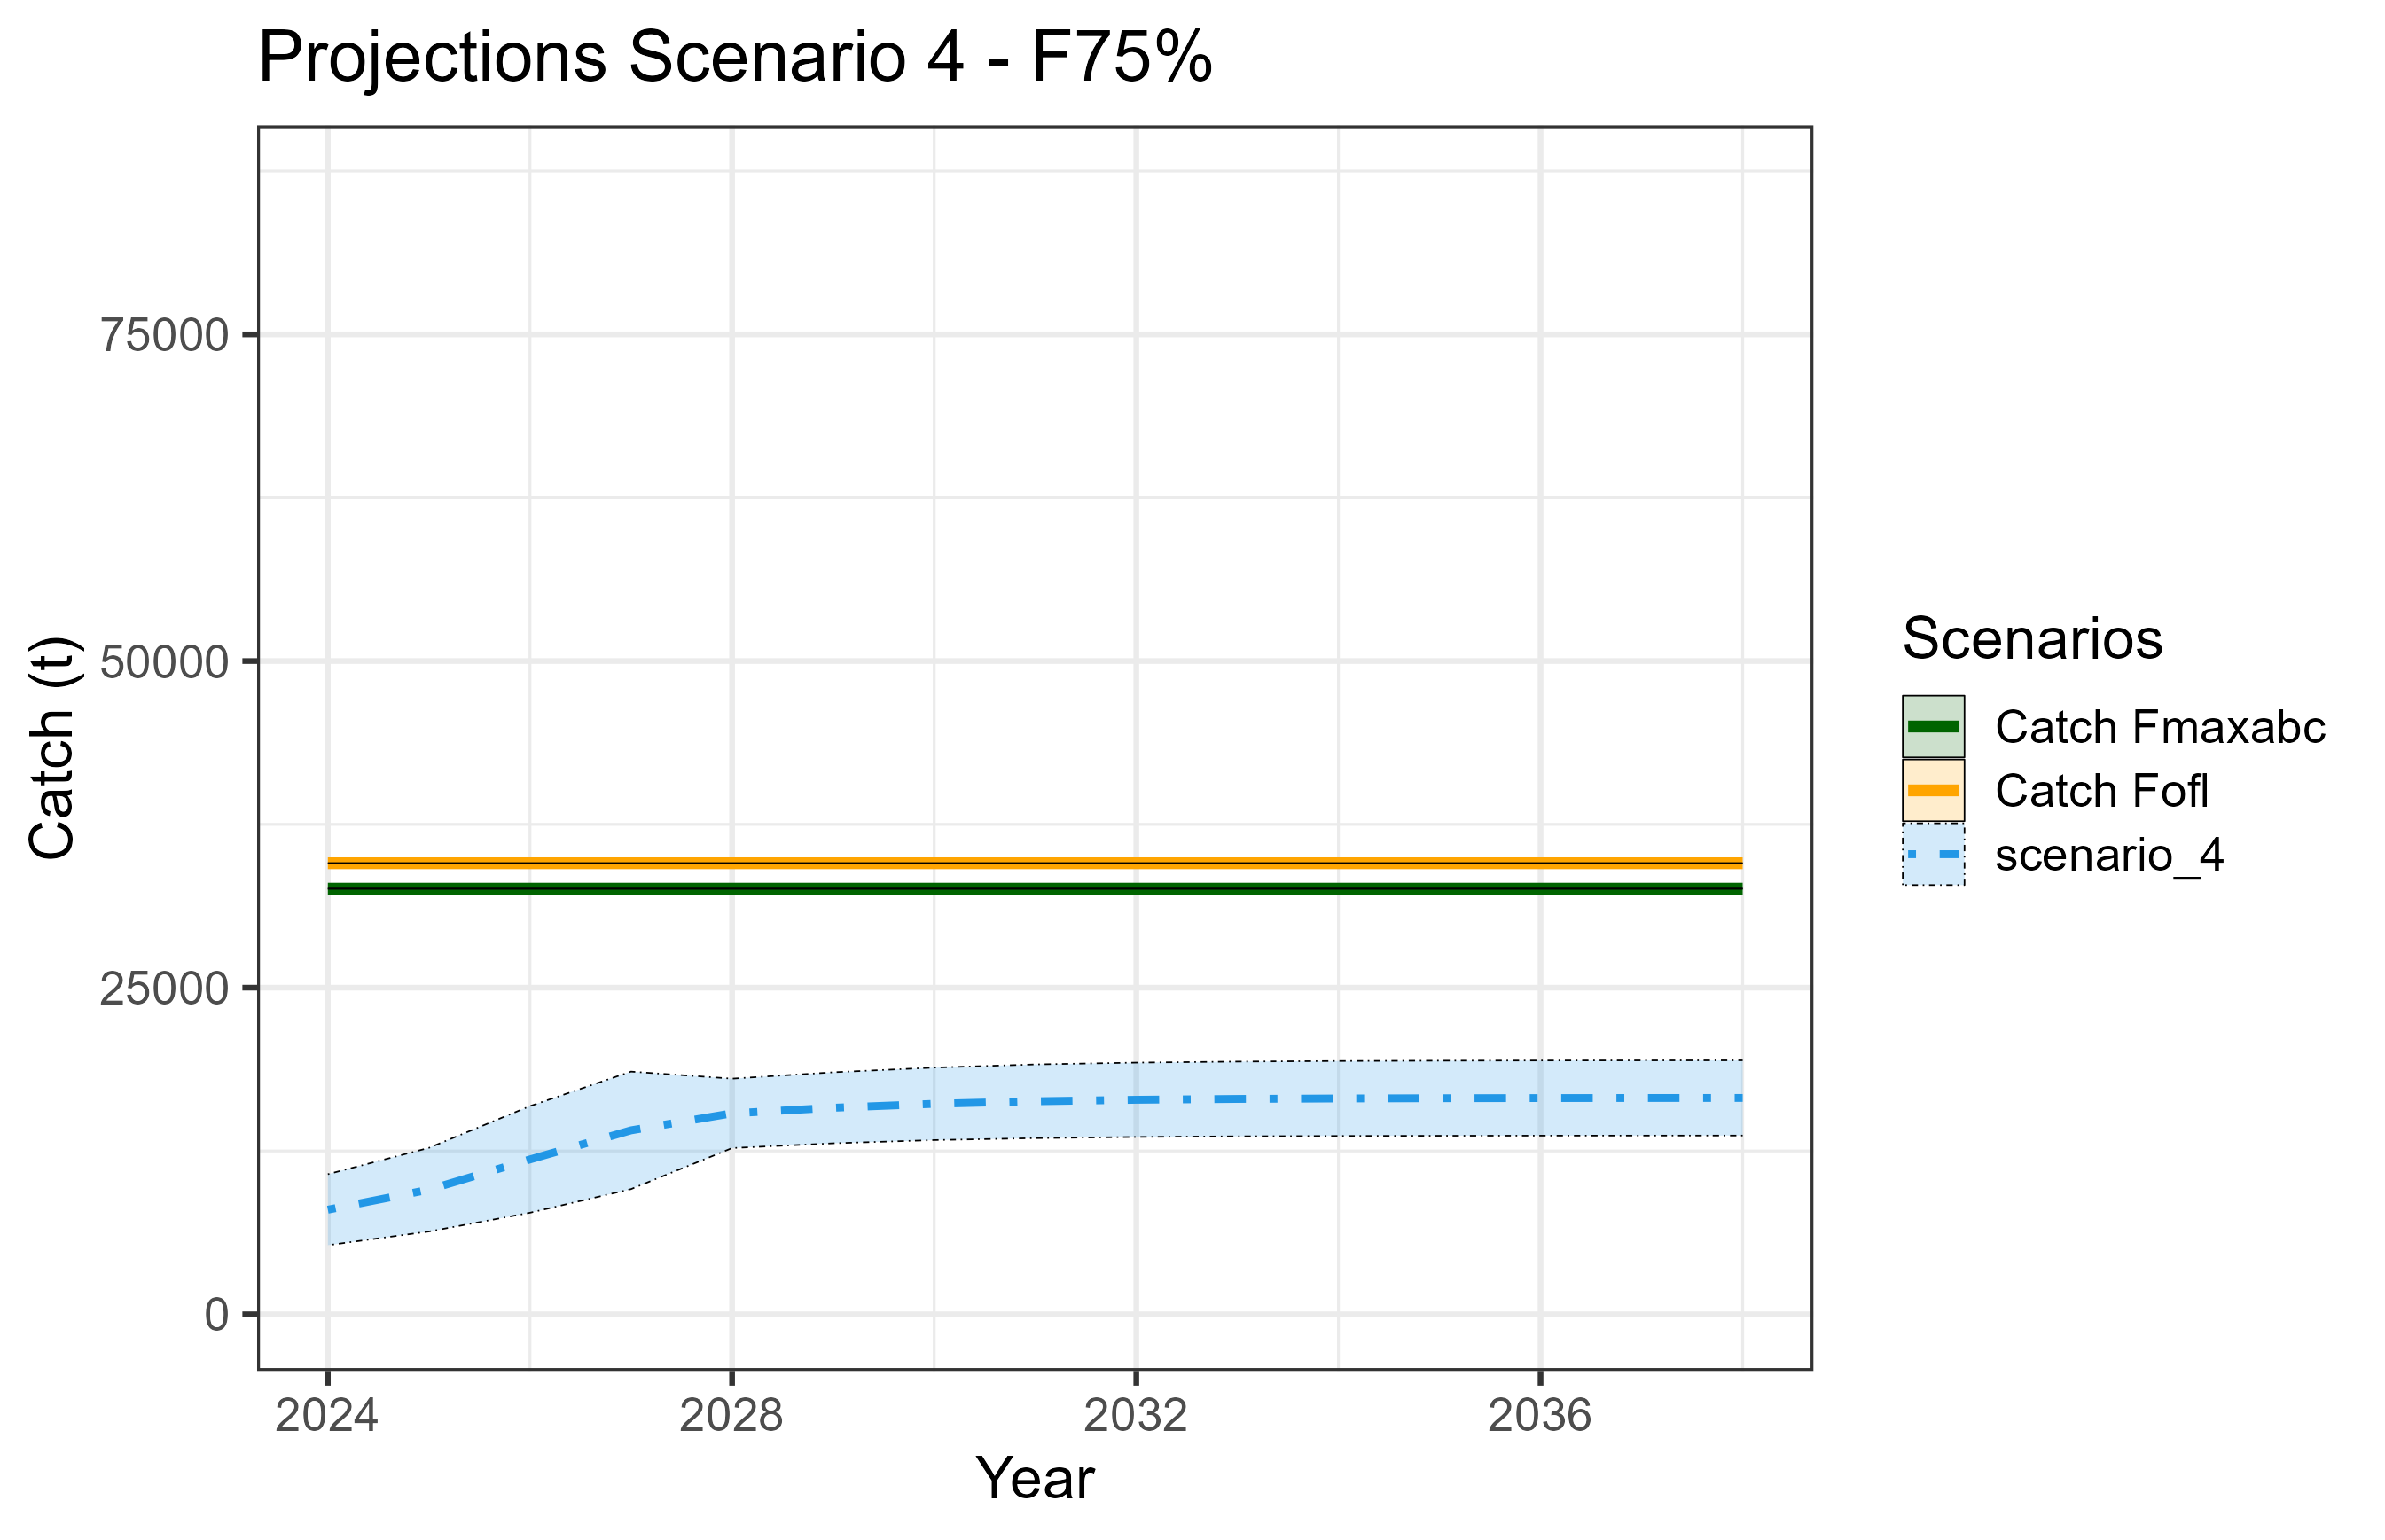 Projections Scenario 4 - F75%
75000
50000
25000
0
Catch (t)
2024
2028
2032
2036
Year
Scenarios
Catch Fmaxabc
Catch Fofl
scenario_4